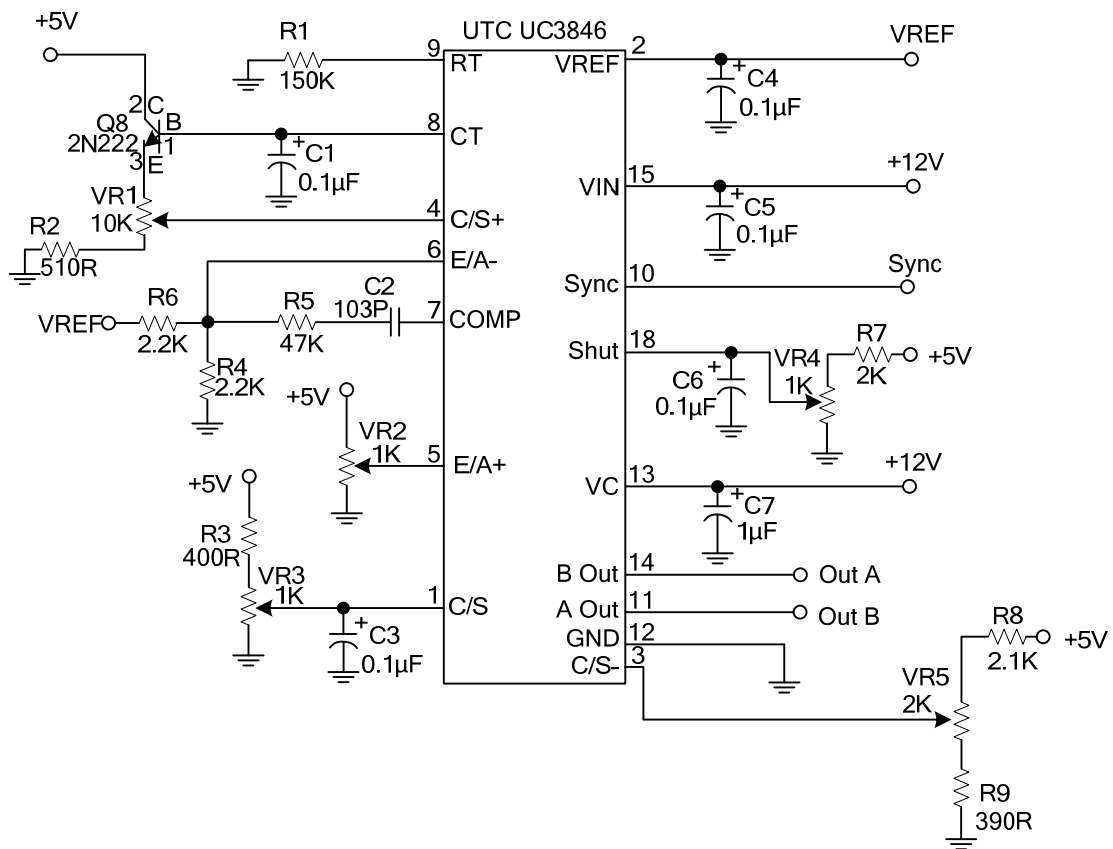 UTC UC3846
+5V
R1
150K
9
RT
2
VREF
VREF
C4
+
0.1µF
2
C
Q8
B
2N222
1
3
E
8
CT
+
C1
0.1µF
15
VIN
+12V
+
C5
0.1µF
VR1
10K
4
C/S+
R2
510R
6
E/A-
10
Sync
Sync
VREF
R6
2.2K
R5
47K
C2
103P
7
COMP
R4
2.2K
18
Shut
+
C6
0.1µF
VR4
1K
R7
2K
+5V
+5V
VR2
1K
5
E/A+
13
VC
+12V
+
C7
1µF
+5V
R3
400R
VR3
1K
1
C/S
+
C3
0.1µF
14
B Out
Out A
11
A Out
Out B
12
GND
3
C/S-
R8
2.1K
+5V
VR5
2K
R9
390R